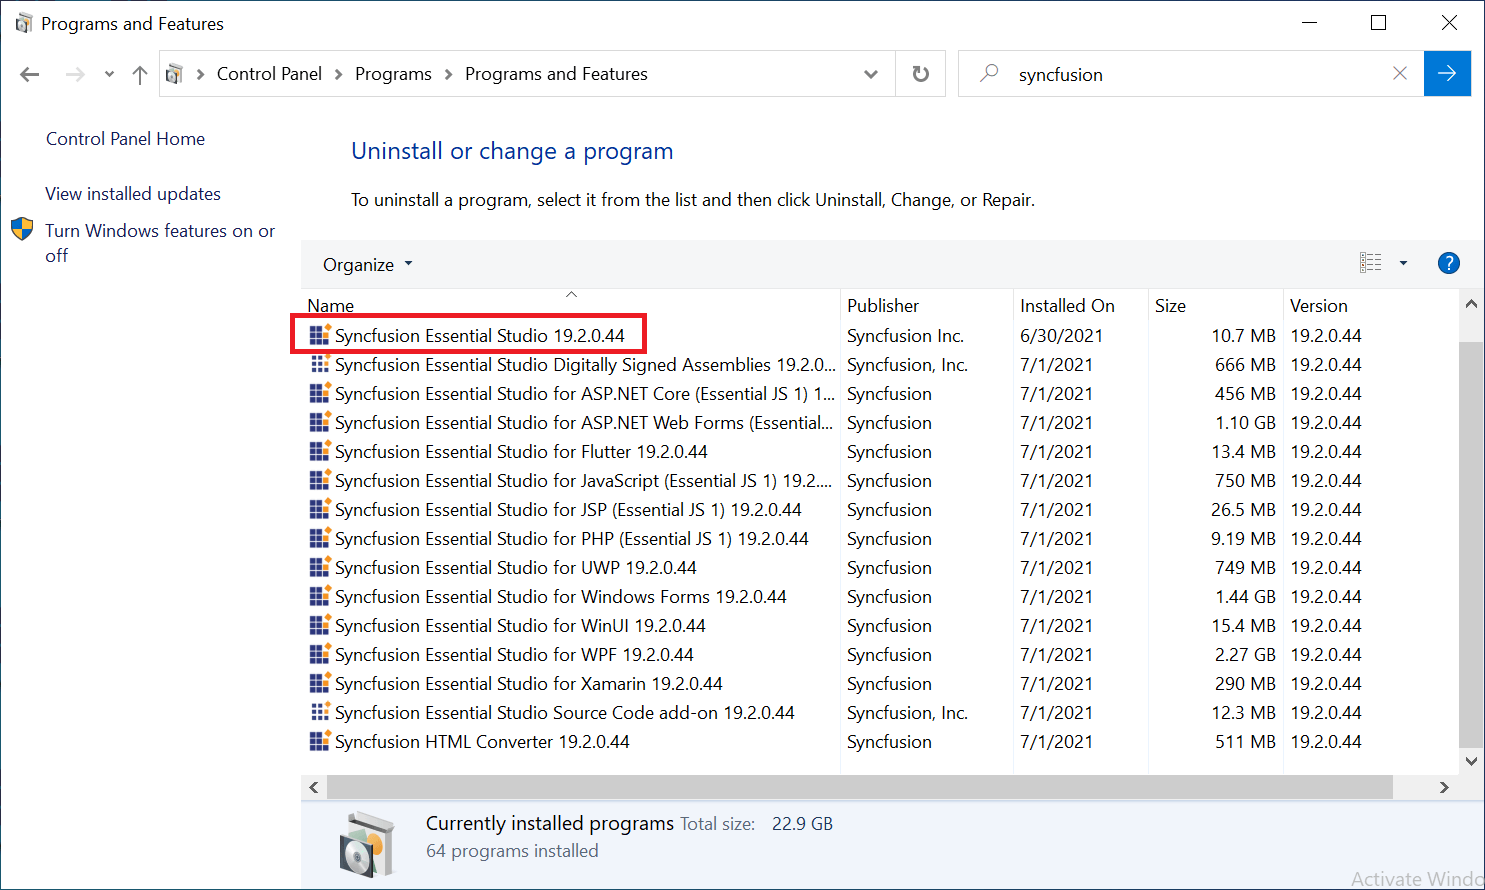 Programs and Features
Control Panel Programs Programs and Features
syncfusion
Control Panel Home
View installed updates
Turn Windows features on or
off
Uninstall or change a program
To uninstall a program, select it from the list and then click Uninstall, Change, or Repair.
Organize
?
Name Publisher Installed On Size Version
Syncfusion Essential Studio 19.2.0.44 Syncfusion Inc. 6/30/2021 10.7 MB 19.2.0.44
Syncfusion Essential Studio Digitally Signed Assemblies 19.2.0... Syncfusion, Inc. 7/1/2021 666 MB 19.2.0.44
Syncfusion Essential Studio for ASP.NET Core (Essential JS 1) 1... Syncfusion 7/1/2021 456 MB 19.2.0.44
Syncfusion Essential Studio for ASP.NET Web Forms (Essential... Syncfusion 7/1/2021 1.10 GB 19.2.0.44
Syncfusion Essential Studio for Flutter 19.2.0.44 Syncfusion 7/1/2021 13.4 MB 19.2.0.44
Syncfusion Essential Studio for JavaScript (Essential JS 1) 19.2.... Syncfusion 7/1/2021 750 MB 19.2.0.44
Syncfusion Essential Studio for JSP (Essential JS 1) 19.2.0.44 Syncfusion 7/1/2021 26.5 MB 19.2.0.44
Syncfusion Essential Studio for PHP (Essential JS 1) 19.2.0.44 Syncfusion 7/1/2021 9.19 MB 19.2.0.44
Syncfusion Essential Studio for UWP 19.2.0.44 Syncfusion 7/1/2021 749 MB 19.2.0.44
Syncfusion Essential Studio for Windows Forms 19.2.0.44 Syncfusion 7/1/2021 1.44 GB 19.2.0.44
Syncfusion Essential Studio for WinUI 19.2.0.44 Syncfusion 7/1/2021 15.4 MB 19.2.0.44
Syncfusion Essential Studio for WPF 19.2.0.44 Syncfusion 7/1/2021 2.27 GB 19.2.0.44
Syncfusion Essential Studio for Xamarin 19.2.0.44 Syncfusion 7/1/2021 290 MB 19.2.0.44
Syncfusion Essential Studio Source Code add-on 19.2.0.44 Syncfusion, Inc. 7/1/2021 12.3 MB 19.2.0.44
Syncfusion HTML Converter 19.2.0.44 Syncfusion 7/1/2021 511 MB 19.2.0.44
Currently installed programs Total size: 22.9 GB
64 programs installed
Activate Windo